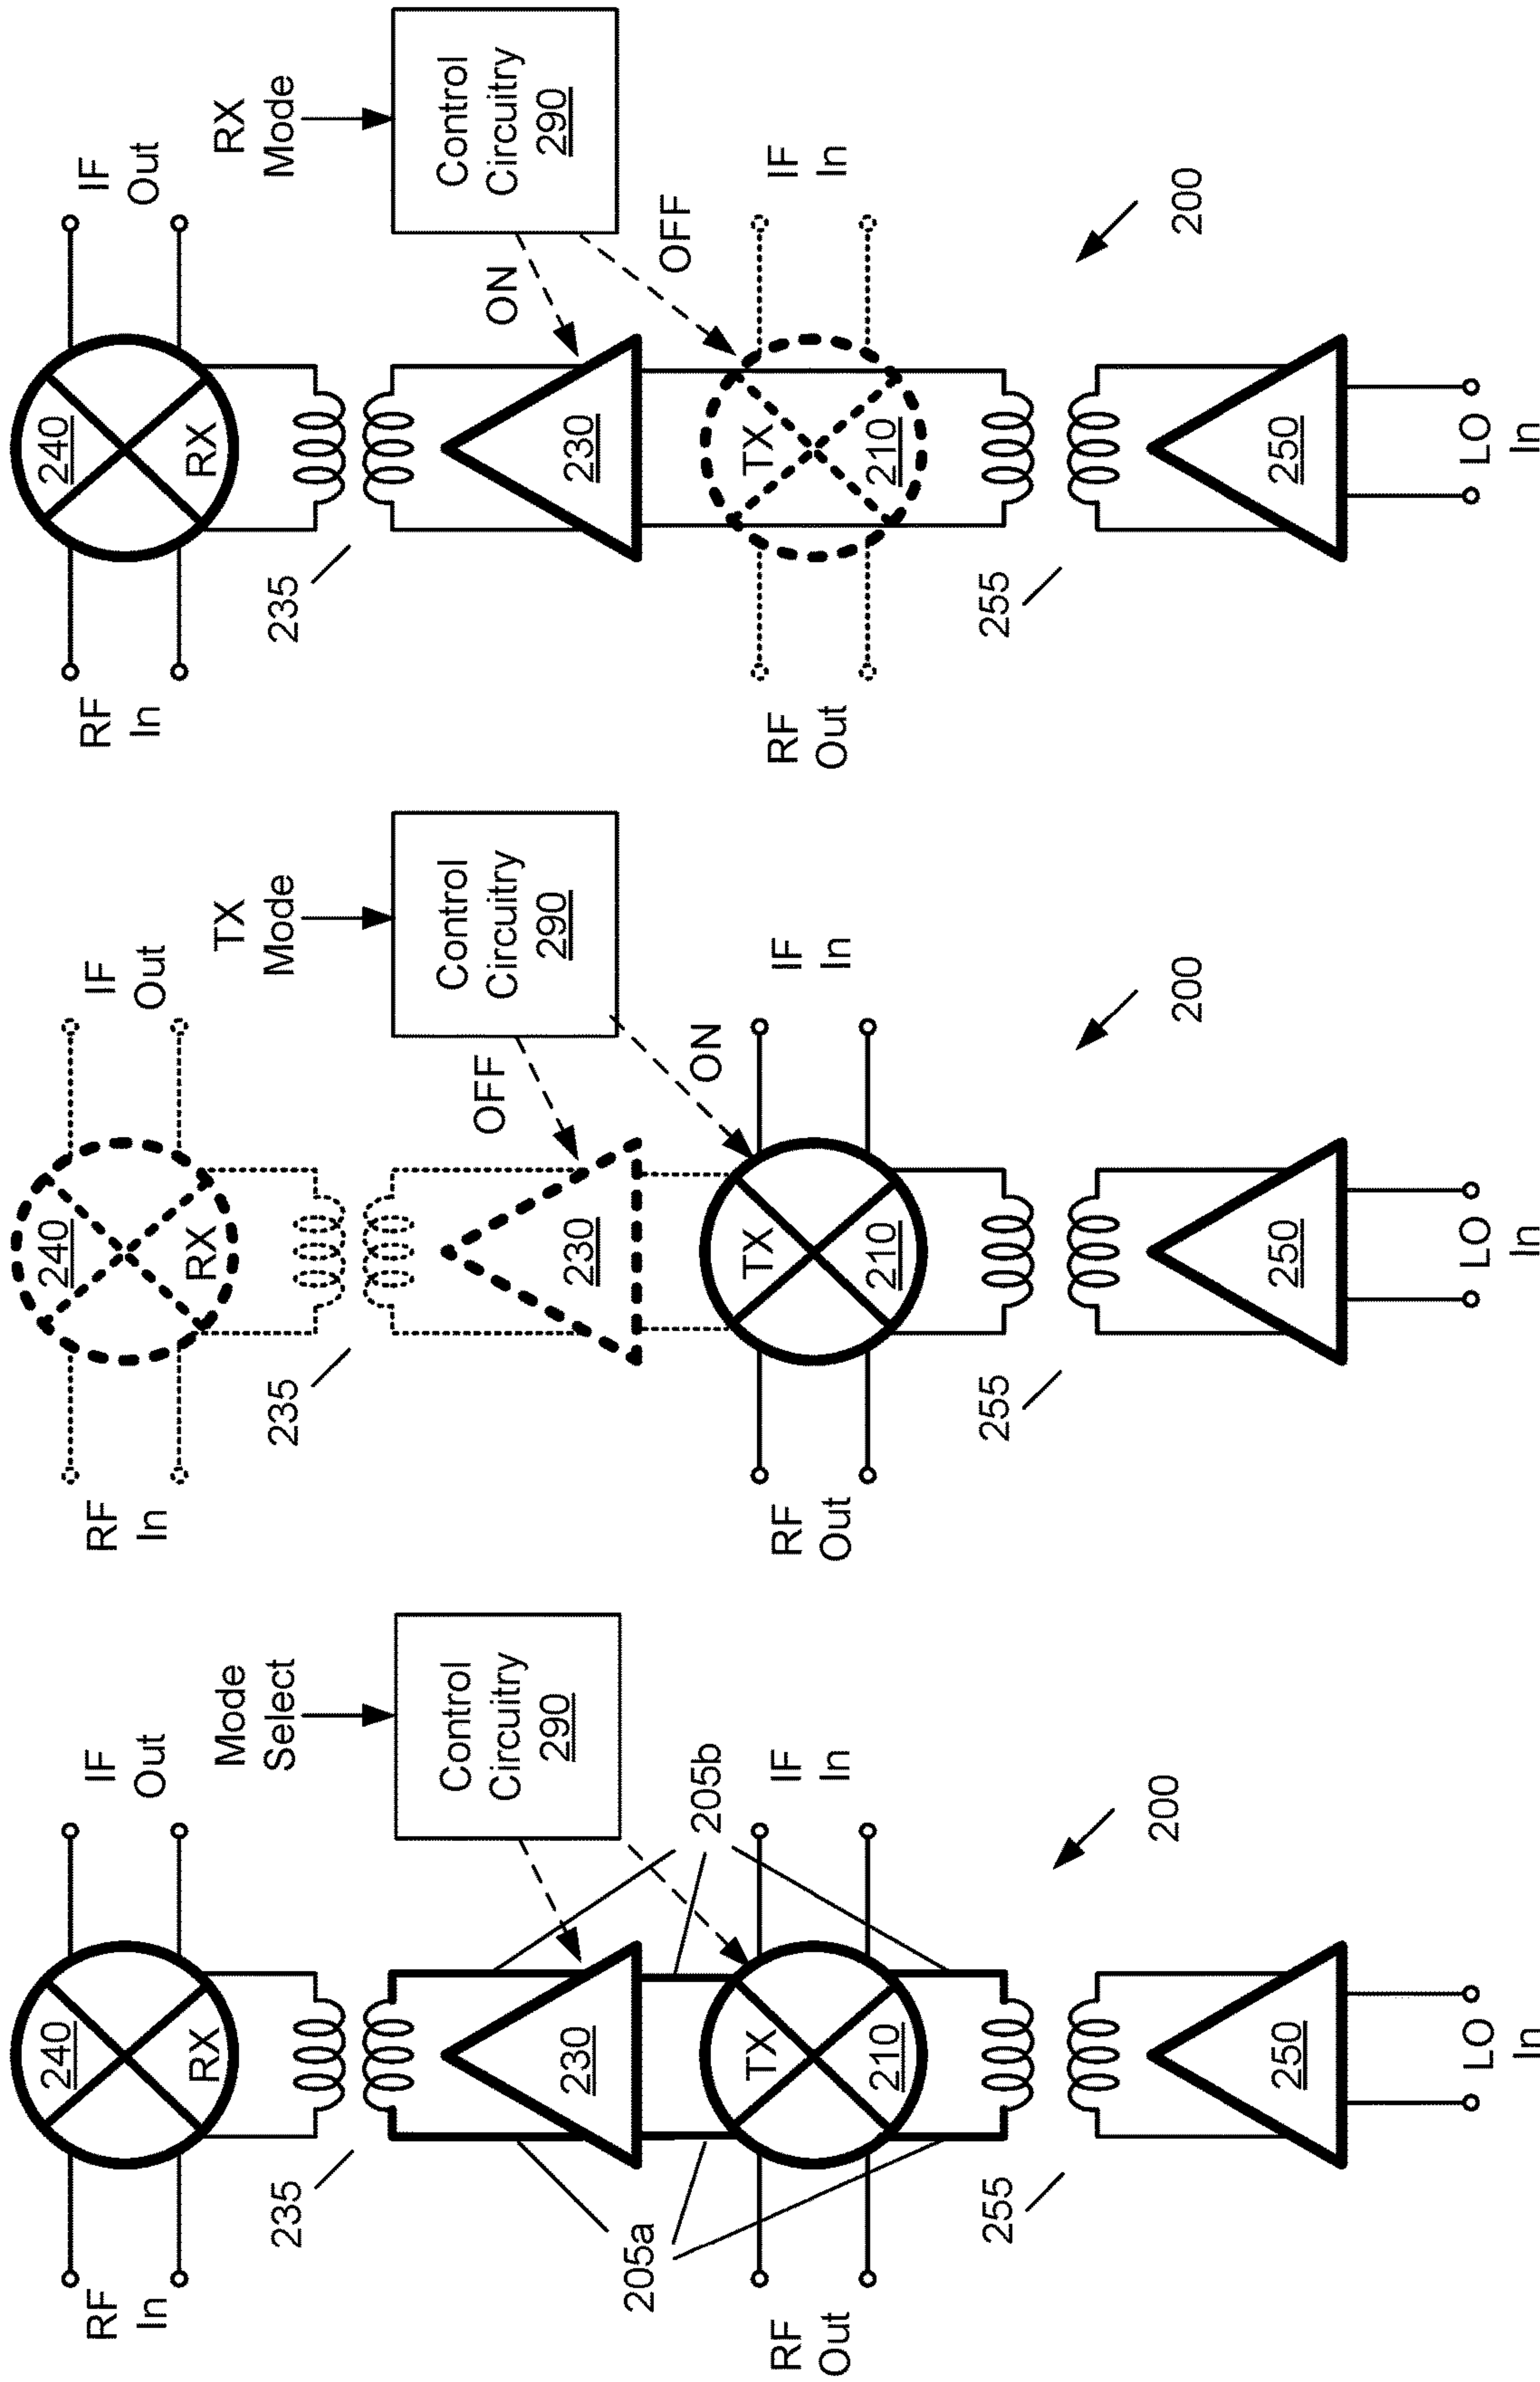 RF
In
240
RX
IF
Out
235
Mode
Select
Control
Circuitry
290
230
205a
205b
RF
Out
TX
210
IF
In
255
200
250
LO
In
RF
In
240
RX
IF
Out
235
TX
Mode
Control
Circuitry
290
OFF
230
ON
RF
Out
TX
210
IF
In
255
200
250
LO
In
RF
In
240
RX
IF
Out
235
RX
Mode
Control
Circuitry
290
ON
230
OFF
RF
Out
TX
210
IF
In
255
200
250
LO
In